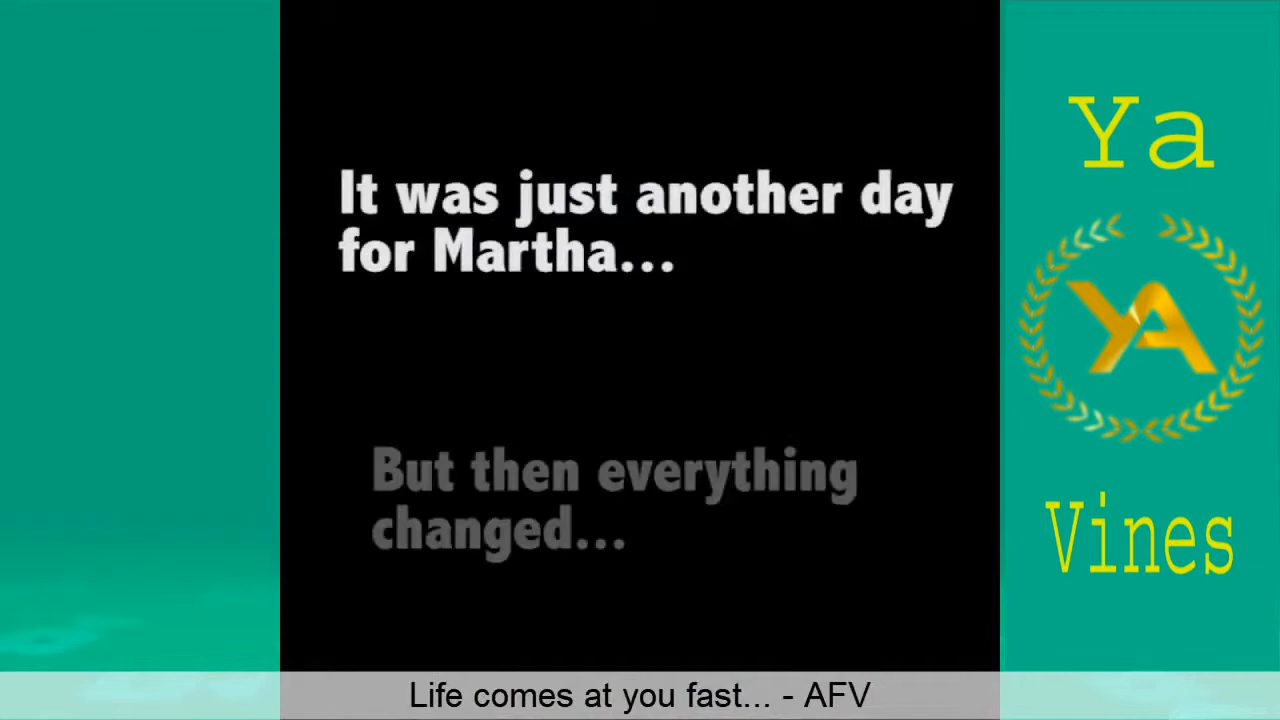 It was just another day
for Martha...
But then everything
changed...
Ya
YA
Vines
Life comes at you fast... - AFV